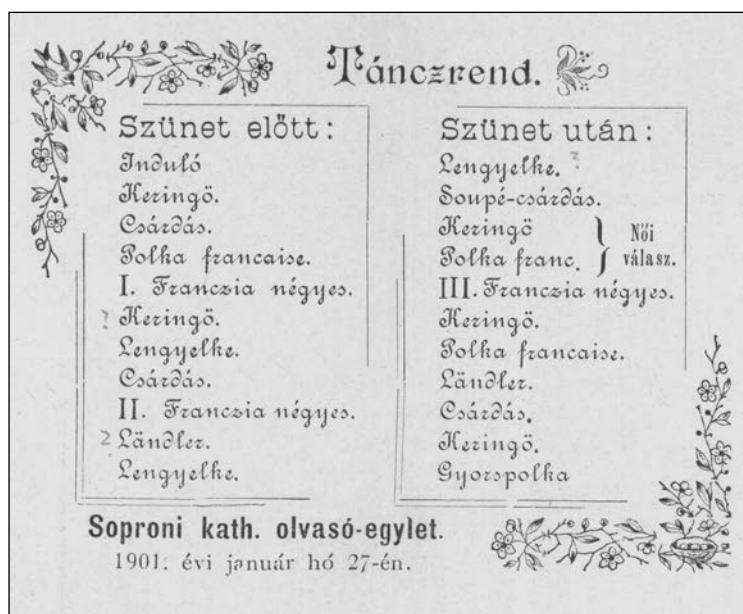 Tánczrend.
Szünet előtt:
Induló
Keringő.
Csárdás.
Polka francaise.
I. Franczia négyes.
? Keringő.
Lengyelke.
Csárdás.
II. Franczia négyes.
2 Ländler.
Lengyelke.
Szünet után:
Lengyelke. ?
Soupé-csárdás.
Keringő
Polka franc.
Női
válasz.
III. Franczia négyes.
Keringő.
Polka francaise.
Ländler.
Csárdás.
Keringő.
Gyorspolka
Soproni kath. olvasó-egylet.
1901. évi január hó 27-én.